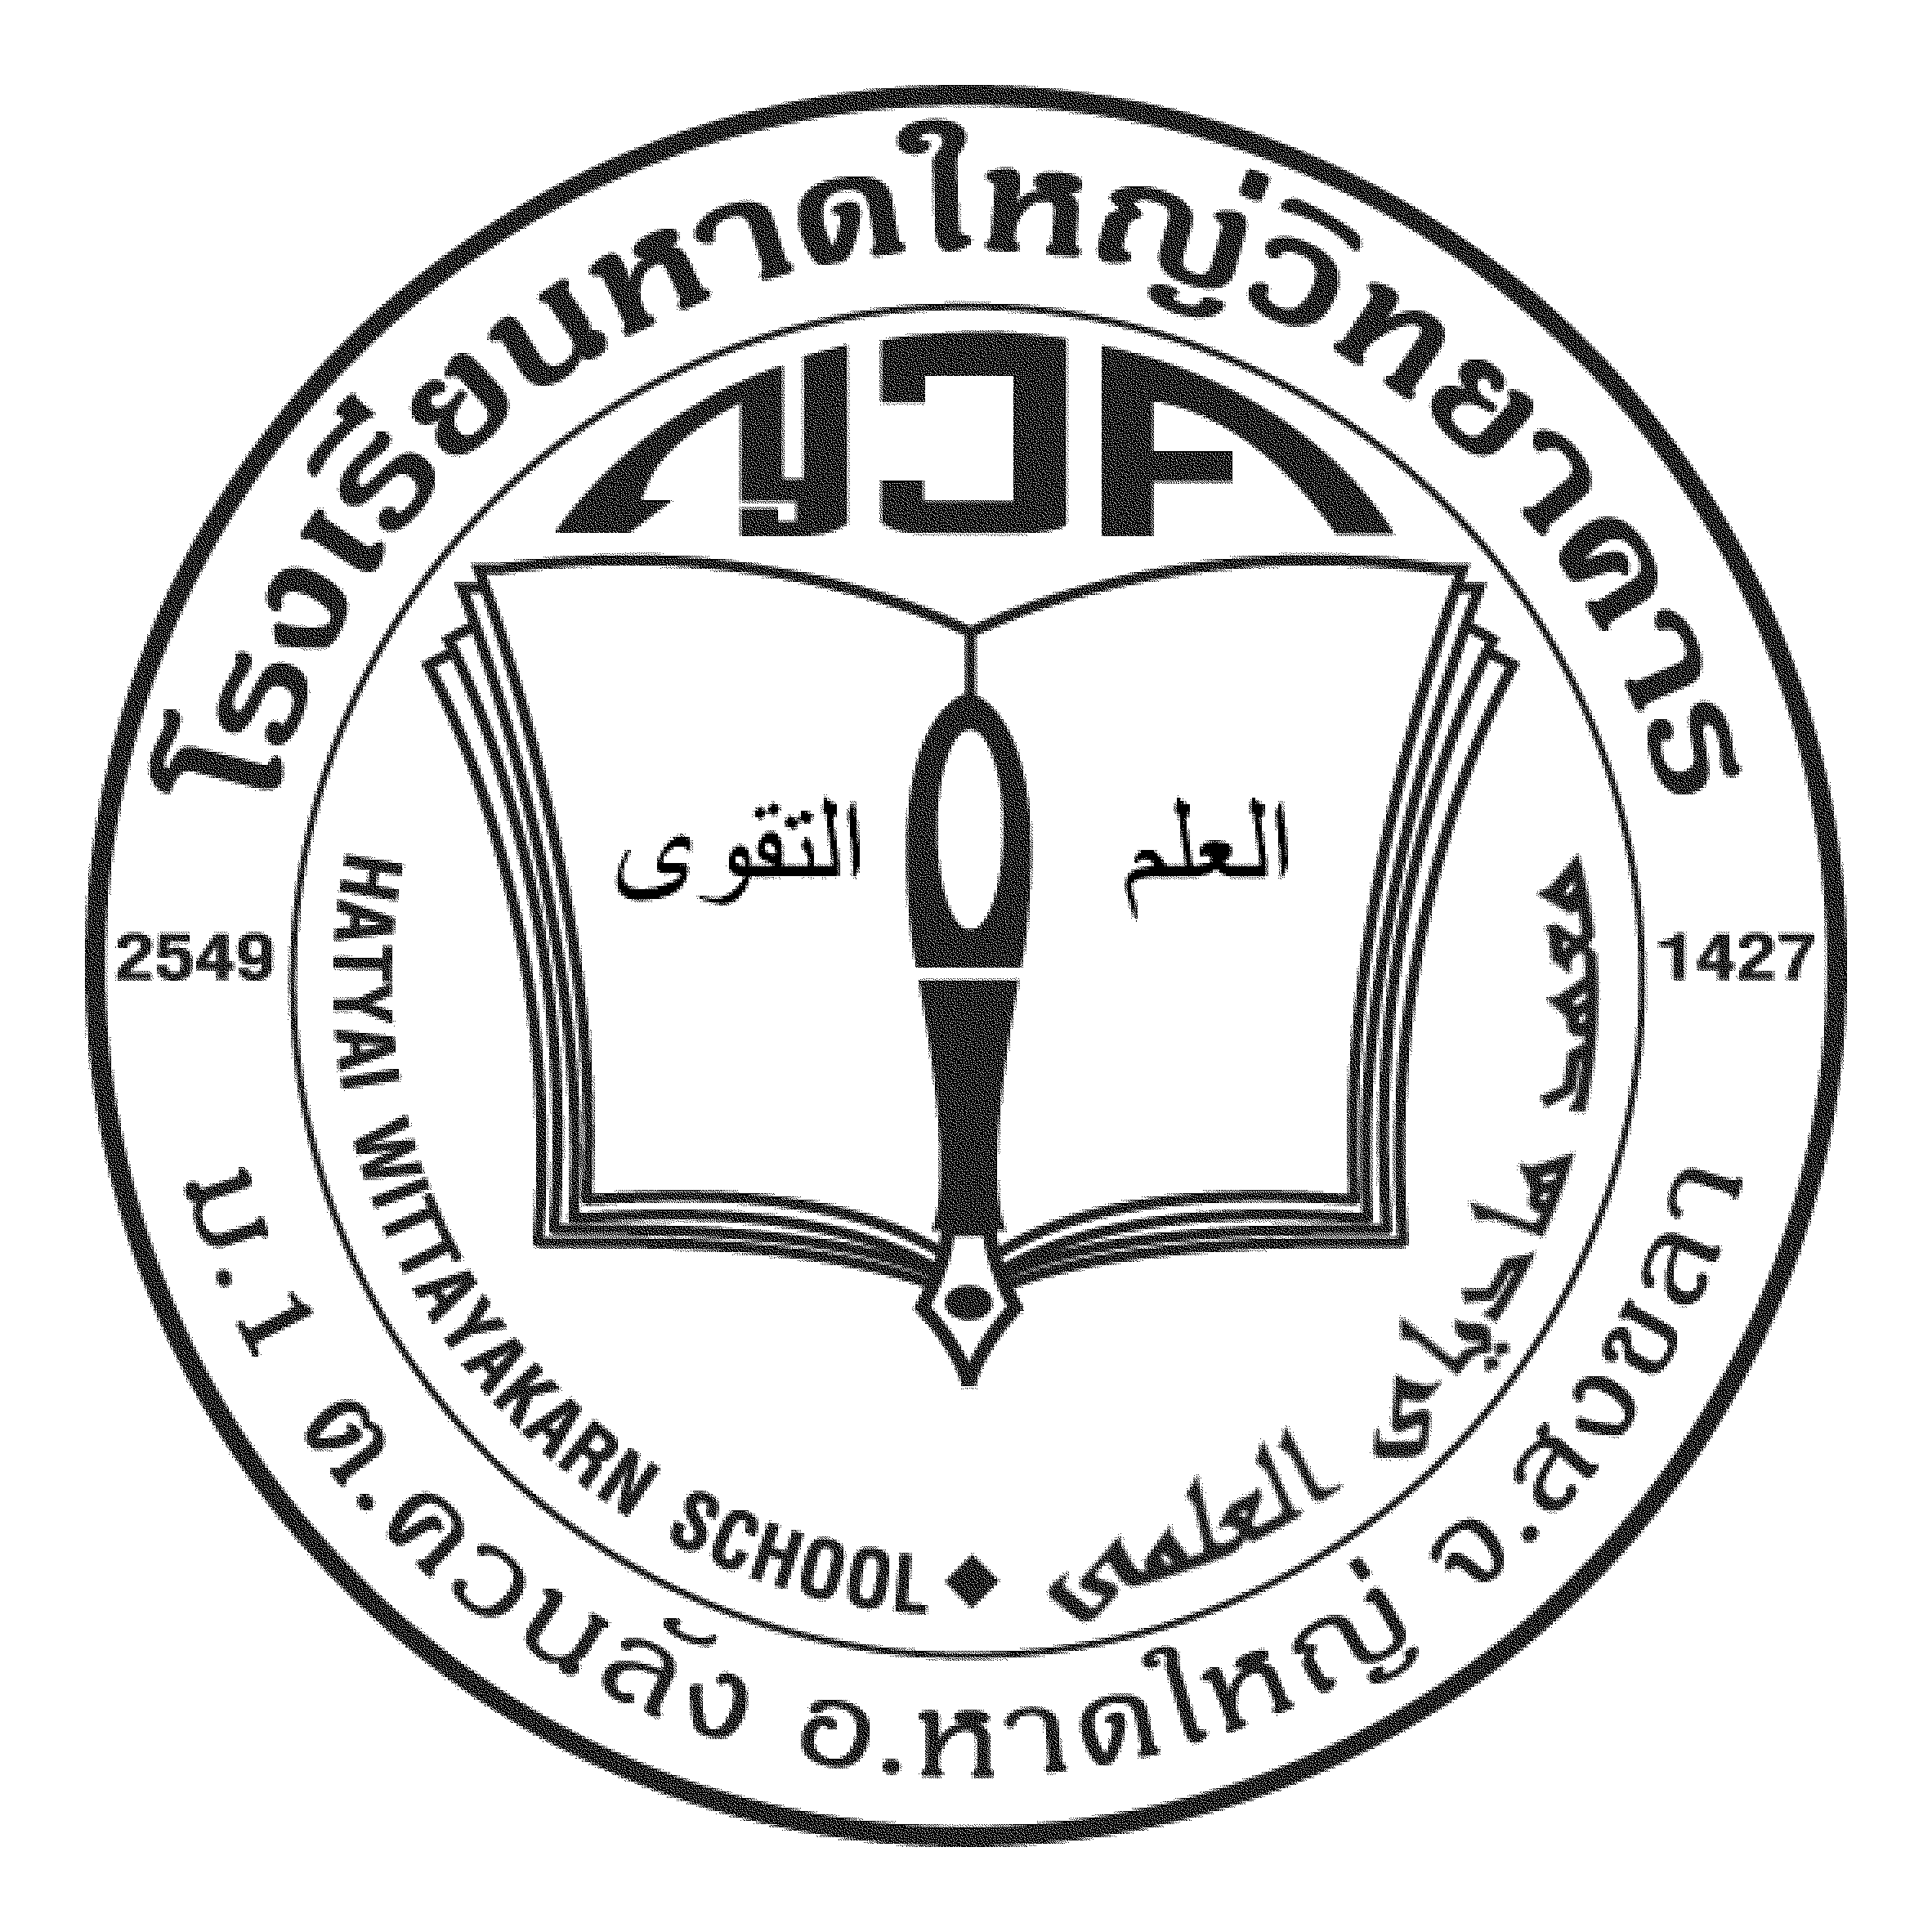 โรงเรียนหาดใหญ่วิทยาคาร
ญวค
العلم
التقوى
2549
1427
HATYAI WITTAYAKARN SCHOOL
معهد العلمى
ม.1 ต.ควนลัง อ.หาดใหญ่ จ.สงขลา